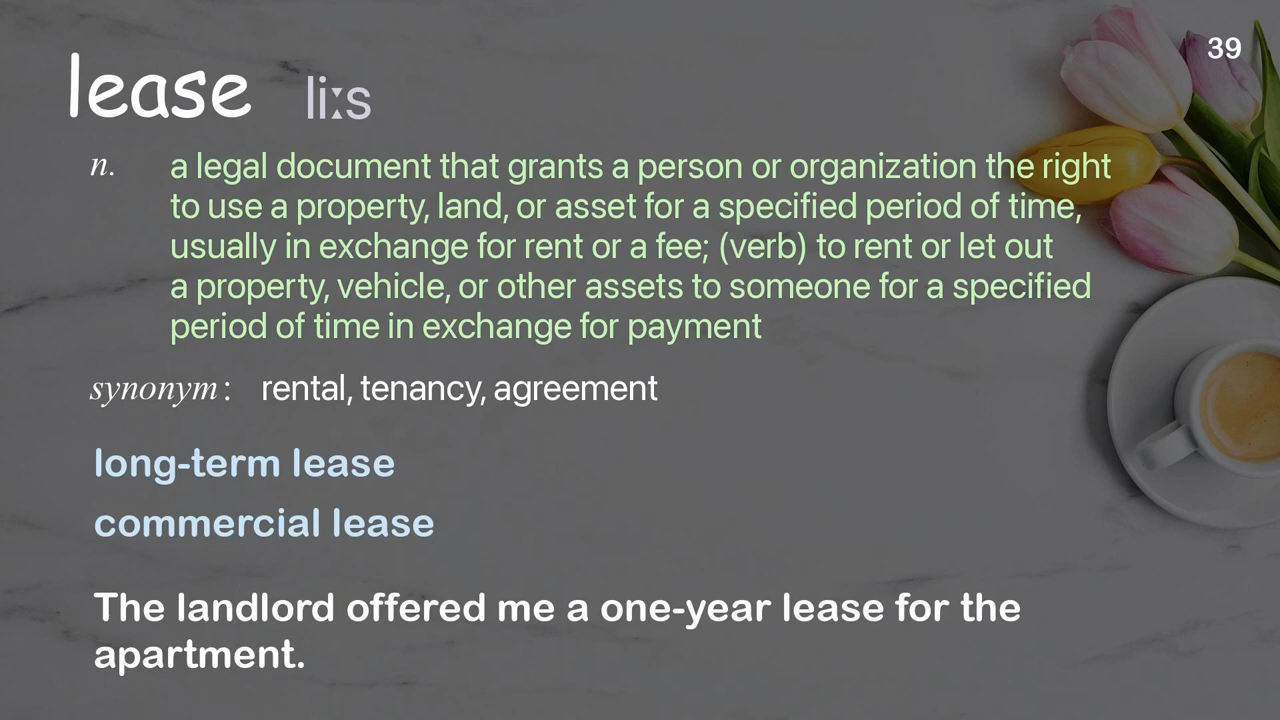 39
lease liːs
n. a legal document that grants a person or organization the right
to use a property, land, or asset for a specified period of time,
usually in exchange for rent or a fee; (verb) to rent or let out
a property, vehicle, or other assets to someone for a specified
period of time in exchange for payment
synonym: rental, tenancy, agreement
long-term lease
commercial lease
The landlord offered me a one-year lease for the
apartment.